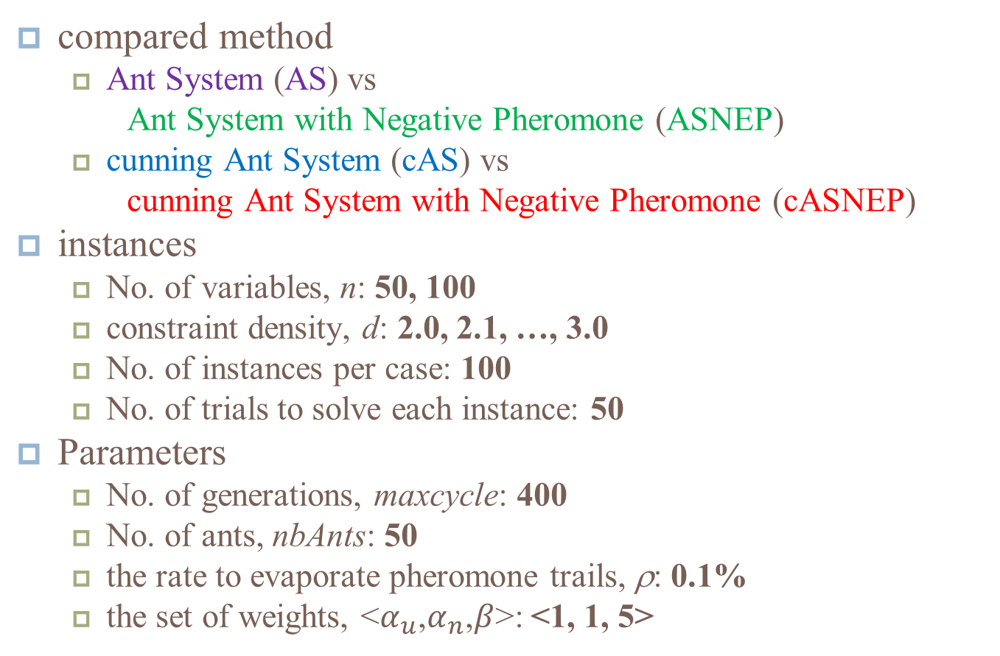 compared method
Ant System (AS) vs
Ant System with Negative Pheromone (ASNEP)
cunning Ant System (cAS) vs
cunning Ant System with Negative Pheromone (cASNEP)
instances
No. of variables, n: 50, 100
constraint density, d: 2.0, 2.1, …, 3.0
No. of instances per case: 100
No. of trials to solve each instance: 50
Parameters
No. of generations, maxcycle: 400
No. of ants, nbAnts: 50
the rate to evaporate pheromone trails, ρ: 0.1%
the set of weights, <αᵤ,αₙ,β>: <1, 1, 5>